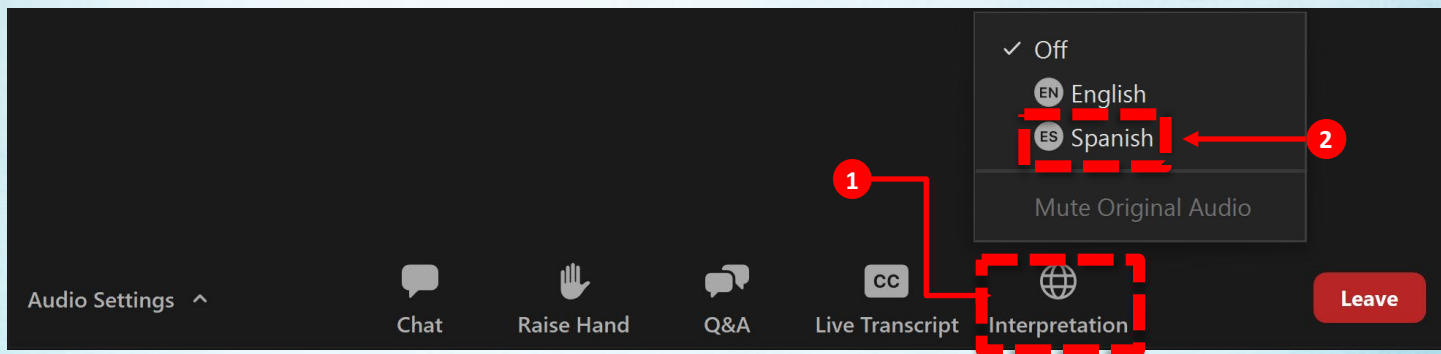 Off
EN English
ES Spanish
2
1
Mute Original Audio
Audio Settings
CC
Chat
Raise Hand
Q&A
Live Transcript
Interpretation
Leave